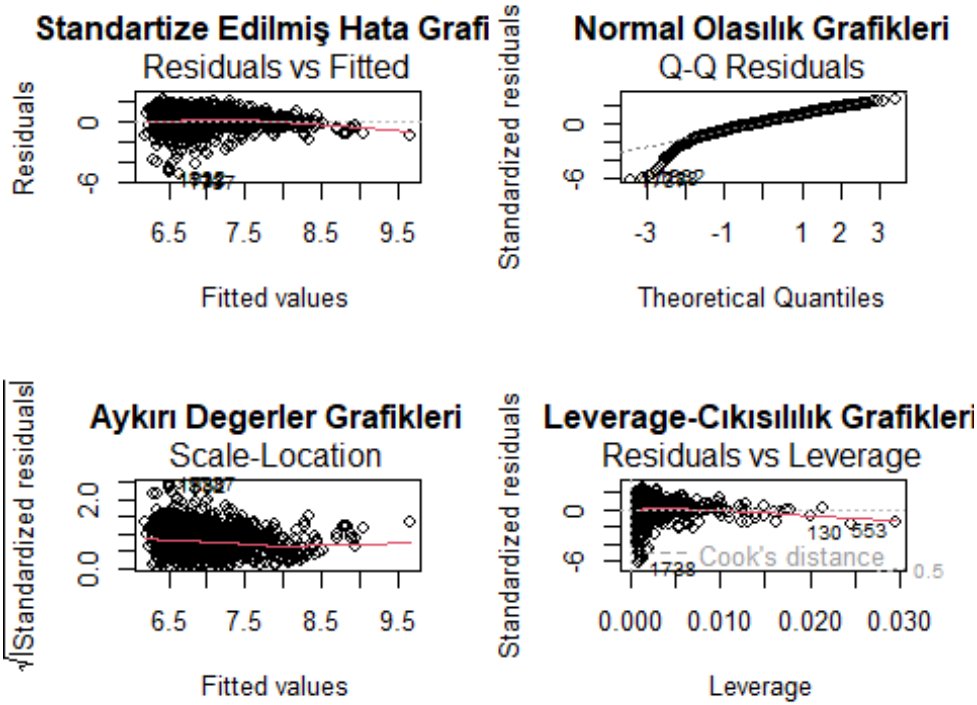 Standartize Edilmiş Hata Grafi
Residuals vs Fitted
Residuals
0
-6
6.5 7.5 8.5 9.5
Fitted values
Normal Olasılık Grafikleri
Q-Q Residuals
Standardized residuals
0
-6
-3 -1 1 2 3
Theoretical Quantiles
Aykırı Degerler Grafikleri
Scale-Location
√|Standardized residuals|
2.0
0.0
6.5 7.5 8.5 9.5
Fitted values
Leverage-Cıkısılılık Grafikleri
Residuals vs Leverage
Standardized residuals
0
-6
130 553
1738
Cook's distance
0.5
0.000 0.010 0.020 0.030
Leverage